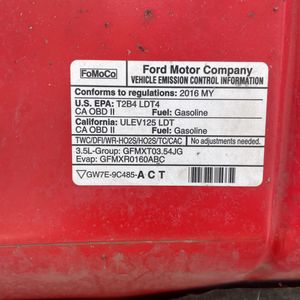 FoMoCo
Ford Motor Company
VEHICLE EMISSION CONTROL INFORMATION
Conforms to regulations: 2016 MY
U.S. EPA: T2B4 LDT4
CA OBD II Fuel: Gasoline
California: ULEV125 LDT
CA OBD II Fuel: Gasoline
TWC/DFI/WR-HO2S/HO2S/TC/CAC No adjustments needed.
3.5L-Group: GFMXT03.54JG
Evap: GFMXR0160ABC
GW7E-9C485-ACT